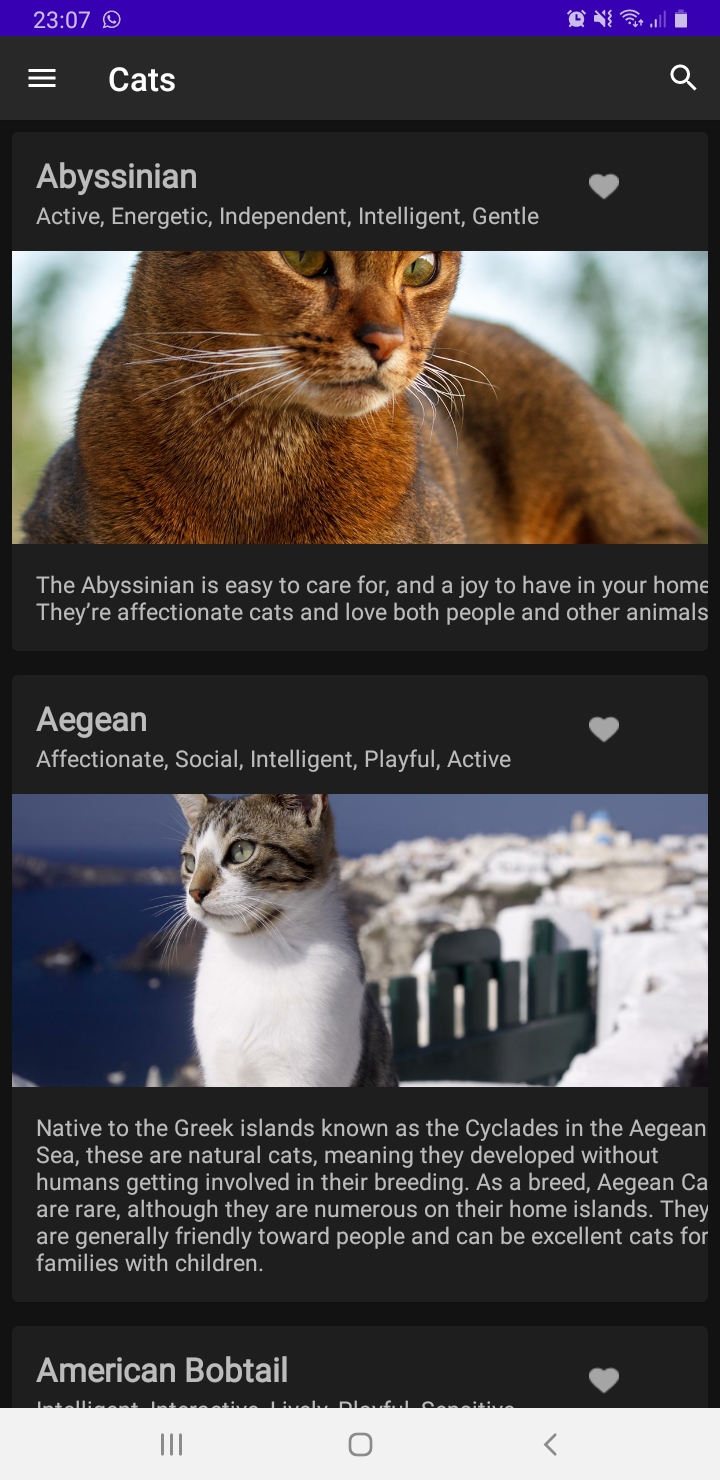 23:07
Cats
Abyssinian
Active, Energetic, Independent, Intelligent, Gentle
The Abyssinian is easy to care for, and a joy to have in your home
They’re affectionate cats and love both people and other animals
Aegean
Affectionate, Social, Intelligent, Playful, Active
Native to the Greek islands known as the Cyclades in the Aegean
Sea, these are natural cats, meaning they developed without
humans getting involved in their breeding. As a breed, Aegean Ca
are rare, although they are numerous on their home islands. They
are generally friendly toward people and can be excellent cats for
families with children.
American Bobtail
Intelligent, Interactive, Lively, Playful, Sensitive